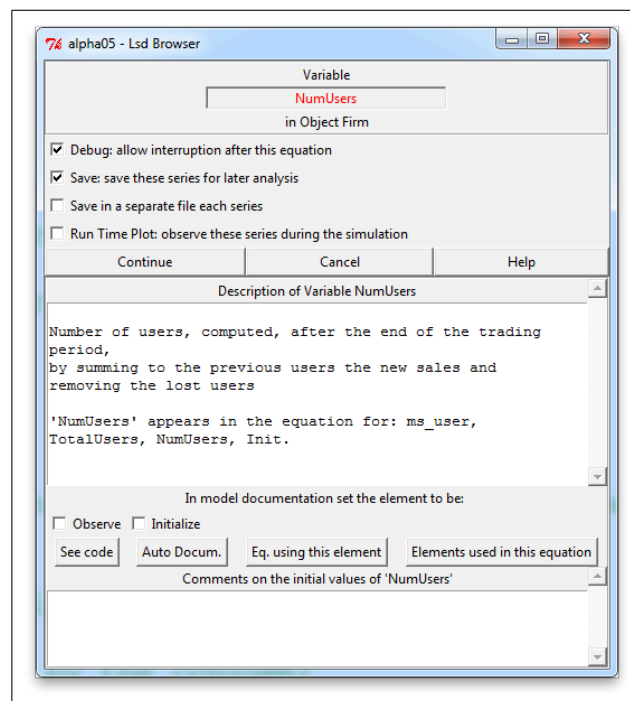 alpha05 - Lsd Browser
Variable
NumUsers
in Object Firm
Debug: allow interruption after this equation
Save: save these series for later analysis
Save in a separate file each series
Run Time Plot: observe these series during the simulation
Continue Cancel Help
Description of Variable NumUsers
Number of users, computed, after the end of the trading
period,
by summing to the previous users the new sales and
removing the lost users
'NumUsers' appears in the equation for: ms_user,
TotalUsers, NumUsers, Init.
In model documentation set the element to be:
Observe Initialize
See code Auto Docum. Eq. using this element Elements used in this equation
Comments on the initial values of 'NumUsers'